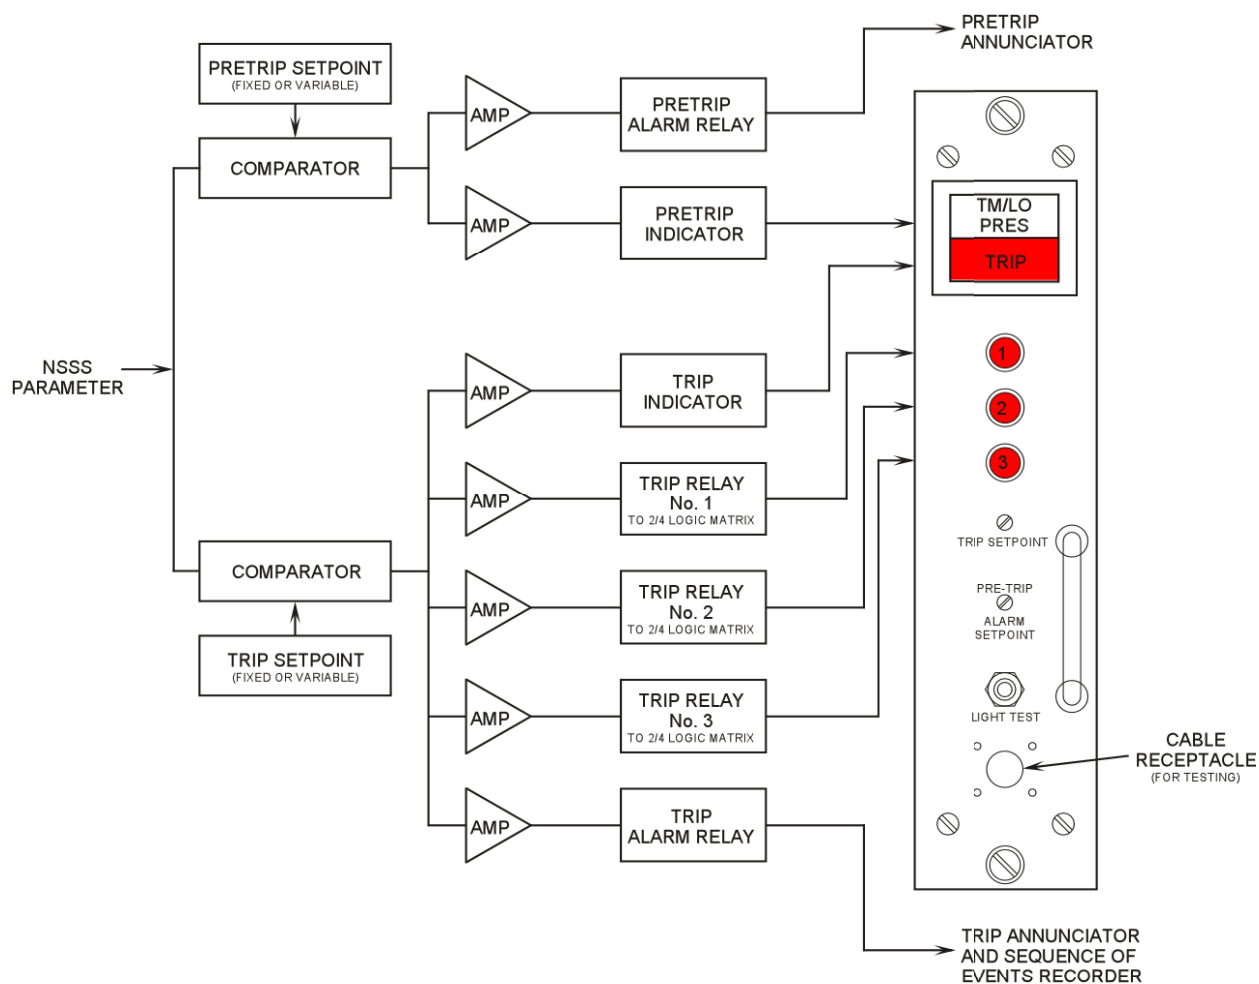 PRETRIP
ANNUNCIATOR
PRETRIP SETPOINT
(FIXED OR VARIABLE)
COMPARATOR
AMP
PRETRIP
ALARM RELAY
AMP
PRETRIP
INDICATOR
TM/LO
PRES
TRIP
NSSS
PARAMETER
AMP
TRIP
INDICATOR
1
2
3
AMP
TRIP RELAY
No. 1
TO 2/4 LOGIC MATRIX
COMPARATOR
TRIP SETPOINT
(FIXED OR VARIABLE)
AMP
TRIP RELAY
No. 2
TO 2/4 LOGIC MATRIX
AMP
TRIP RELAY
No. 3
TO 2/4 LOGIC MATRIX
AMP
TRIP
ALARM RELAY
TRIP SETPOINT
PRE-TRIP
ALARM
SETPOINT
LIGHT TEST
CABLE
RECEPTACLE
(FOR TESTING)
TRIP ANNUNCIATOR
AND SEQUENCE OF
EVENTS RECORDER